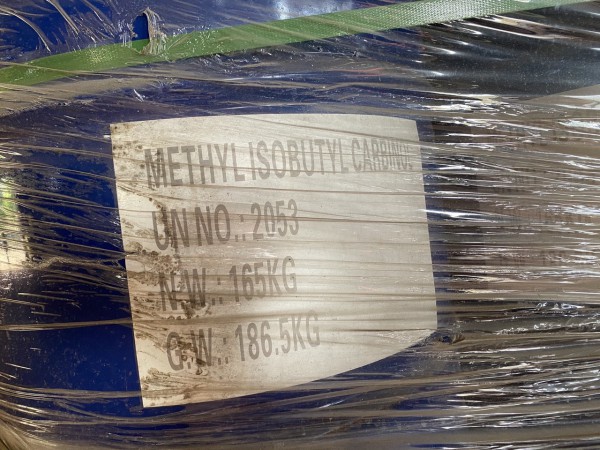 METHYL ISOBUTYL CARBINOL
UN NO.: 2053
N.W.: 165KG
G.W.: 186.5KG